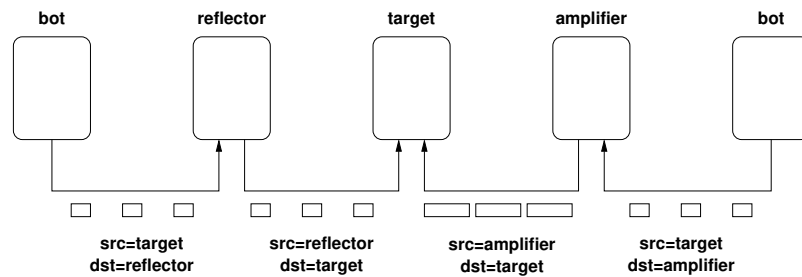 bot
reflector
target
amplifier
bot
src=target
dst=reflector
src=reflector
dst=target
src=amplifier
dst=target
src=target
dst=amplifier